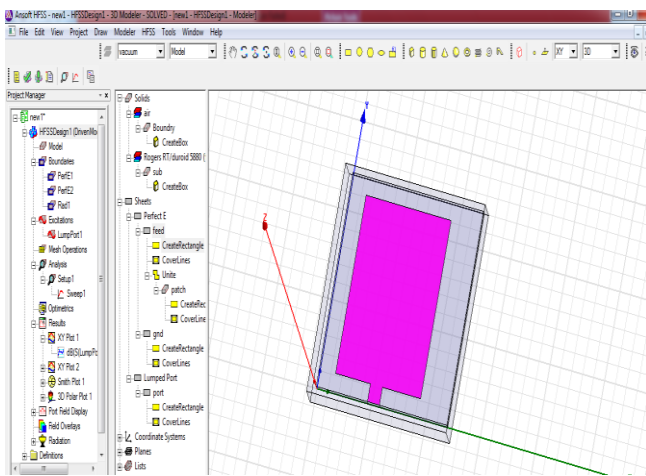 Ansoft HFSS - new1 - HFSSDesign1 - 3D Modeler - SOLVED - [new1 - HFSSDesign1 - Modeler]
File Edit View Project Draw Modeler HFSS Tools Window Help
vacuum Model XY 3D
Project Manager
new1*
HFSSDesign1 (DrivenMo
Model
Boundaries
PerfE1
PerfE2
Rad1
Excitations
LumpPort1
Mesh Operations
Analysis
Setup1
Sweep1
Optimetrics
Results
XY Plot 1
dB(S(LumpPo
XY Plot 2
Smith Plot 1
3D Polar Plot 1
Port Field Display
Field Overlays
Radiation
Definitions
Solids
air
Boundry
CreateBox
Rogers RT/duroid 5880 (
sub
CreateBox
Sheets
Perfect E
feed
CreateRectangle
CoverLines
Unite
patch
CreateRec
CoverLine
gnd
CreateRectangle
CoverLines
Lumped Port
port
CreateRectangle
CoverLines
Coordinate Systems
Planes
Lists
Y
Z